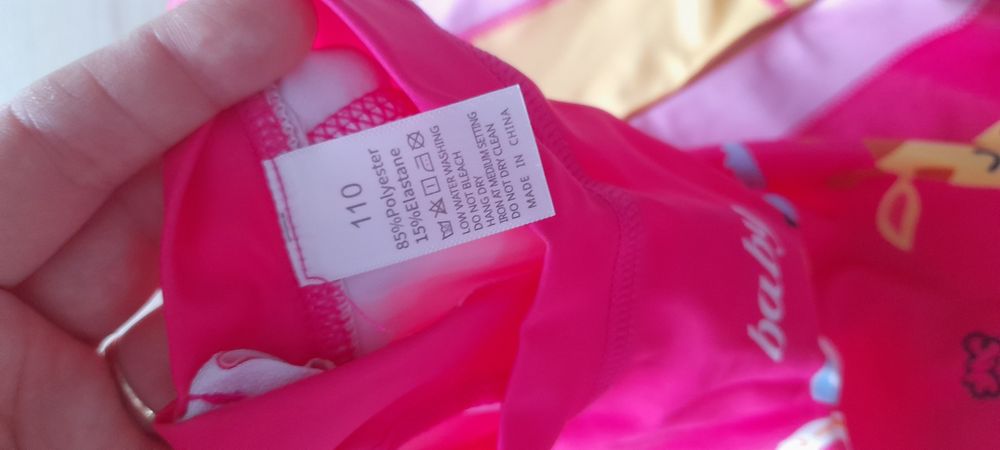 110
85%Polyester
15%Elastane
LOW WATER WASHING
DO NOT BLEACH
HANG DRY
IRON AT MEDIUM SETTING
DO NOT DRY CLEAN
MADE IN CHINA
baby